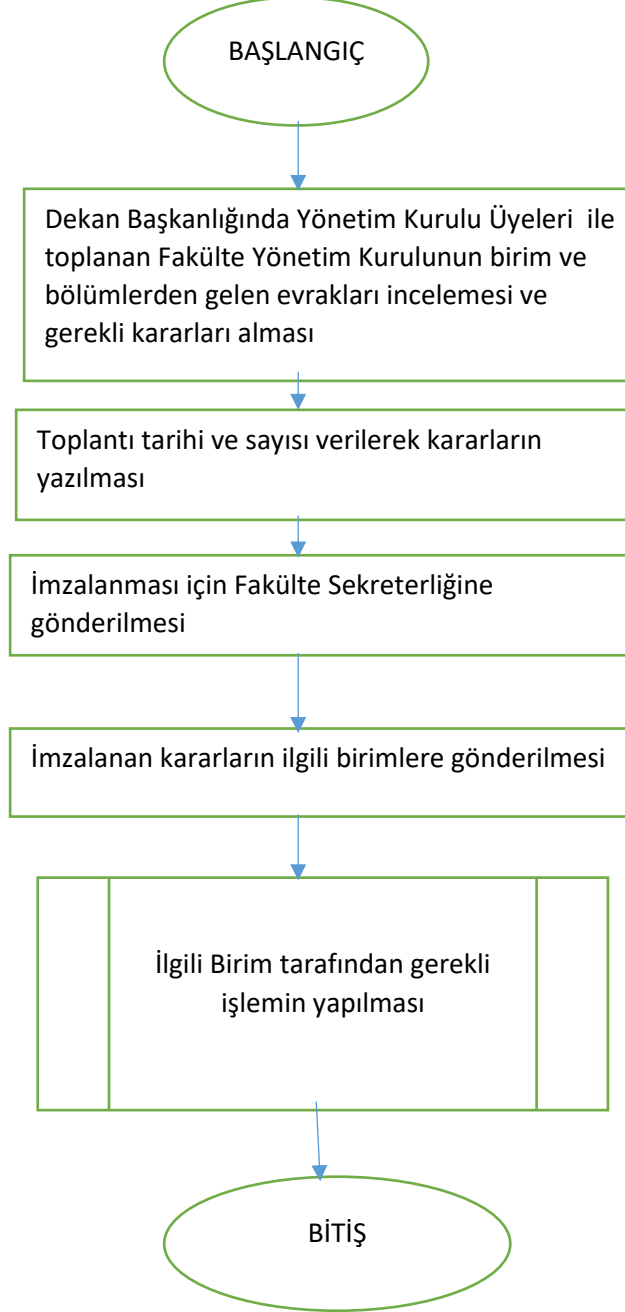 BAŞLANGIÇ
Dekan Başkanlığında Yönetim Kurulu Üyeleri  ile
toplanan Fakülte Yönetim Kurulunun birim ve
bölümlerden gelen evrakları incelemesi ve
gerekli kararları alması
Toplantı tarihi ve sayısı verilerek kararların
yazılması
İmzalanması için Fakülte Sekreterliğine
gönderilmesi
İmzalanan kararların ilgili birimlere gönderilmesi
İlgili Birim tarafından gerekli
işlemin yapılması
BİTİŞ